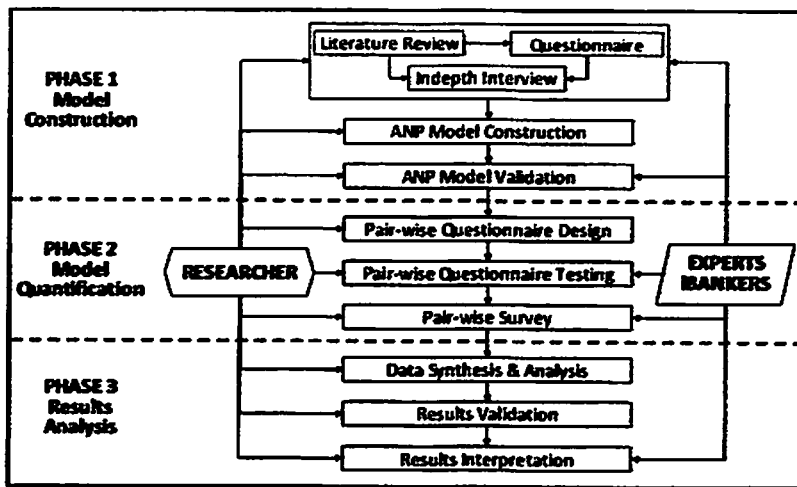 PHASE 1
Model
Construction
Literature Review
Questionnaire
Indepth Interview
ANP Model Construction
ANP Model Validation
PHASE 2
Model
Quantification
RESEARCHER
Pair-wise Questionnaire Design
Pair-wise Questionnaire Testing
Pair-wise Survey
EXPERTS
IBANKERS
PHASE 3
Results
Analysis
Data Synthesis & Analysis
Results Validation
Results Interpretation